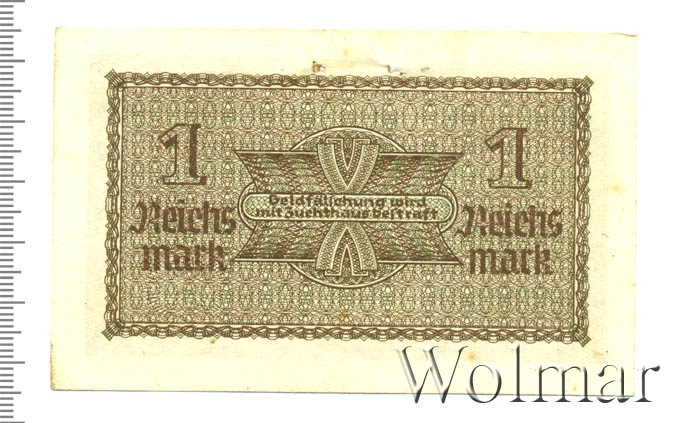 1
Reichs
mark
Geldfälschung wird
mit Zuchthaus bestraft
1
Reichs
mark
Wolmar